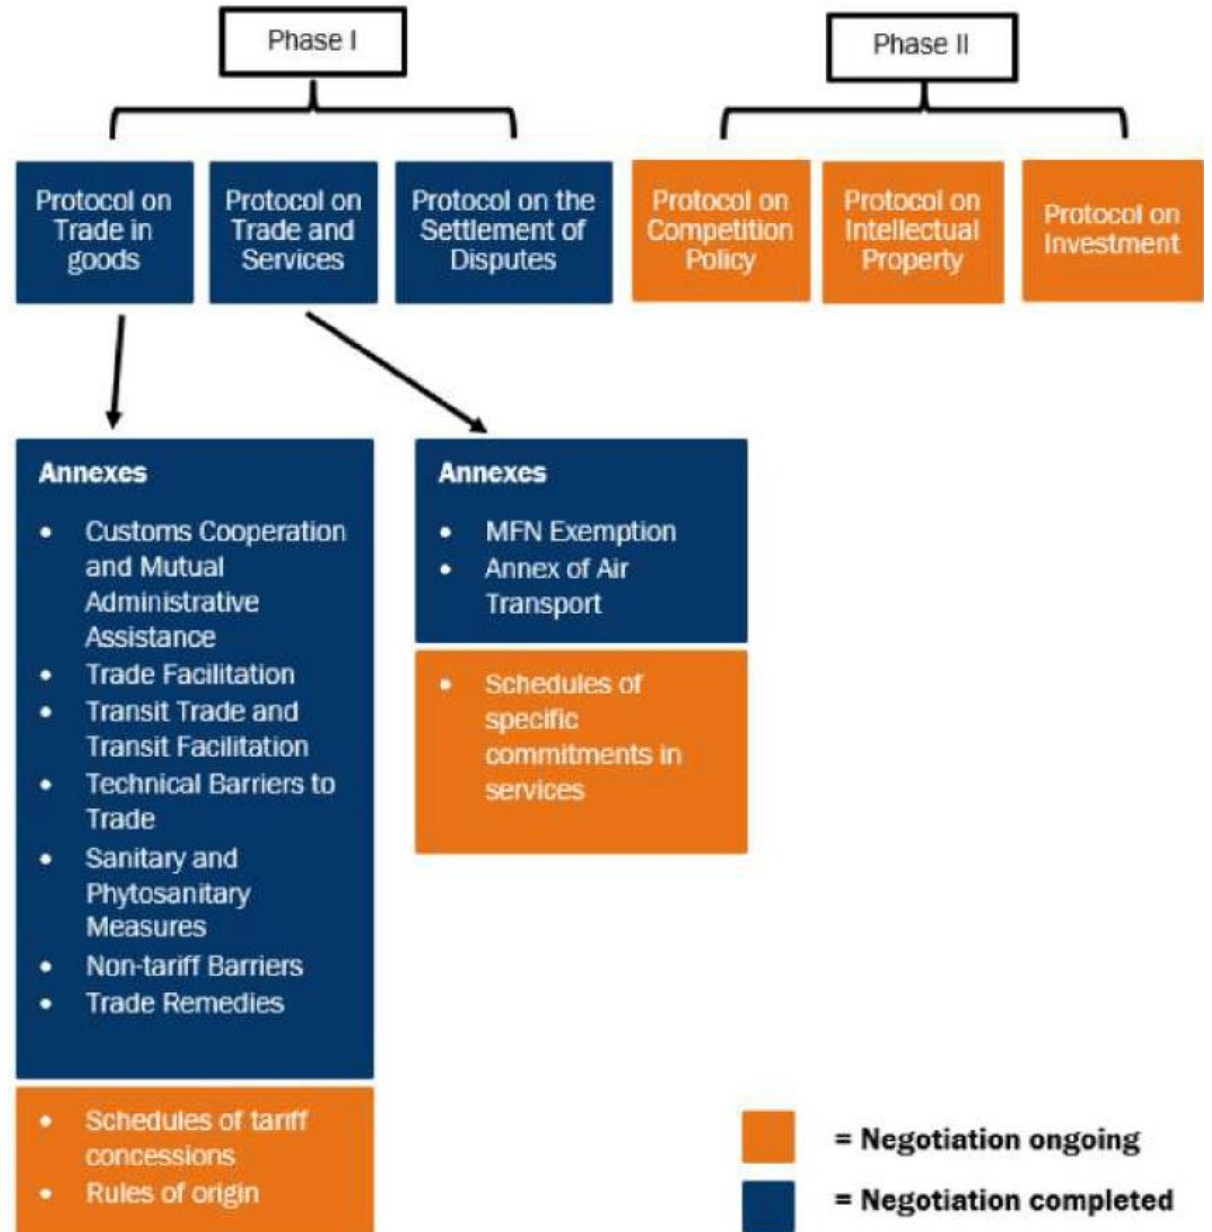 Phase I
Phase II
Protocol on
Trade in
goods
Protocol on
Trade and
Services
Protocol on the
Settlement of
Disputes
Protocol on
Competition
Policy
Protocol on
Intellectual
Property
Protocol on
Investment
Annexes
• Customs Cooperation
and Mutual
Administrative
Assistance
• Trade Facilitation
• Transit Trade and
Transit Facilitation
• Technical Barriers to
Trade
• Sanitary and
Phytosanitary
Measures
• Non-tariff Barriers
• Trade Remedies
• Schedules of tariff
concessions
• Rules of origin
Annexes
• MFN Exemption
• Annex of Air
Transport
• Schedules of
specific
commitments in
services
= Negotiation ongoing
= Negotiation completed